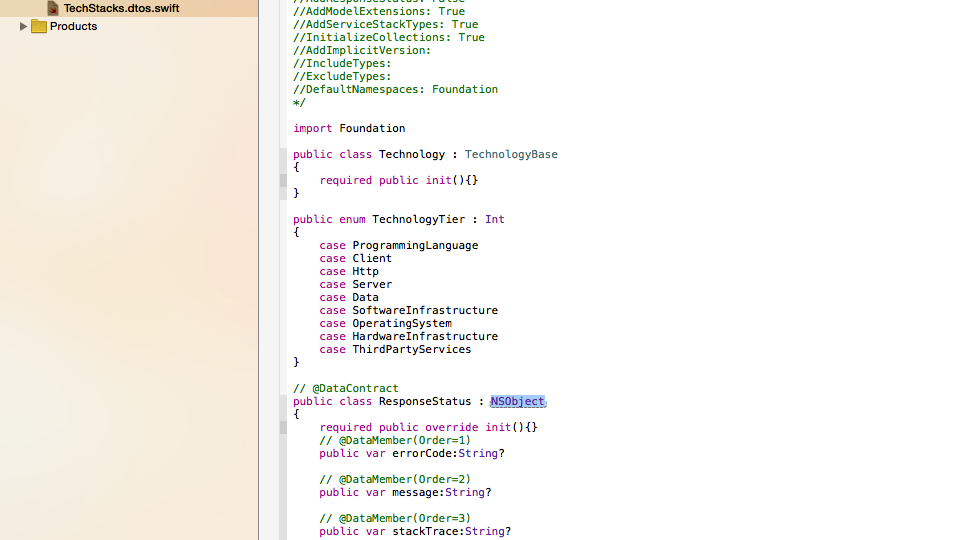 TechStacks.dtos.swift
Products
//AddResponseStatus: False
//AddModelExtensions: True
//AddServiceStackTypes: True
//InitializeCollections: True
//AddImplicitVersion:
//IncludeTypes:
//ExcludeTypes:
//DefaultNamespaces: Foundation
*/
import Foundation
public class Technology : TechnologyBase
{
required public init(){}
}
public enum TechnologyTier : Int
{
case ProgrammingLanguage
case Client
case Http
case Server
case Data
case SoftwareInfrastructure
case OperatingSystem
case HardwareInfrastructure
case ThirdPartyServices
}
// @DataContract
public class ResponseStatus : NSObject
{
required public override init(){}
// @DataMember(Order=1)
public var errorCode:String?
// @DataMember(Order=2)
public var message:String?
// @DataMember(Order=3)
public var stackTrace:String?